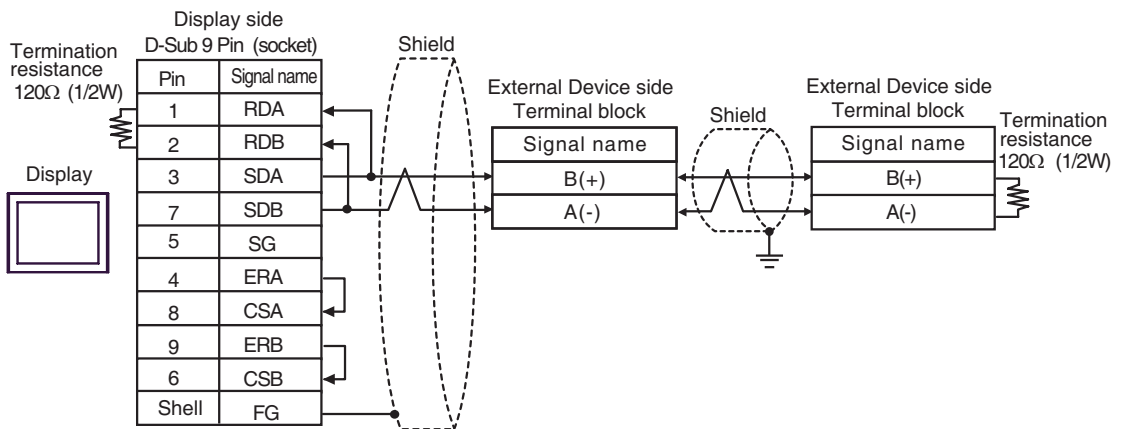 Display side
D-Sub 9 Pin (socket)
Termination
resistance
120Ω (1/2W)
Pin Signal name
1 RDA
2 RDB
3 SDA
7 SDB
5 SG
4 ERA
8 CSA
9 ERB
6 CSB
Shell FG
Display
Shield
External Device side
Terminal block
Signal name
B(+)
A(-)
Shield
External Device side
Terminal block
Signal name
B(+)
A(-)
Termination
resistance
120Ω (1/2W)